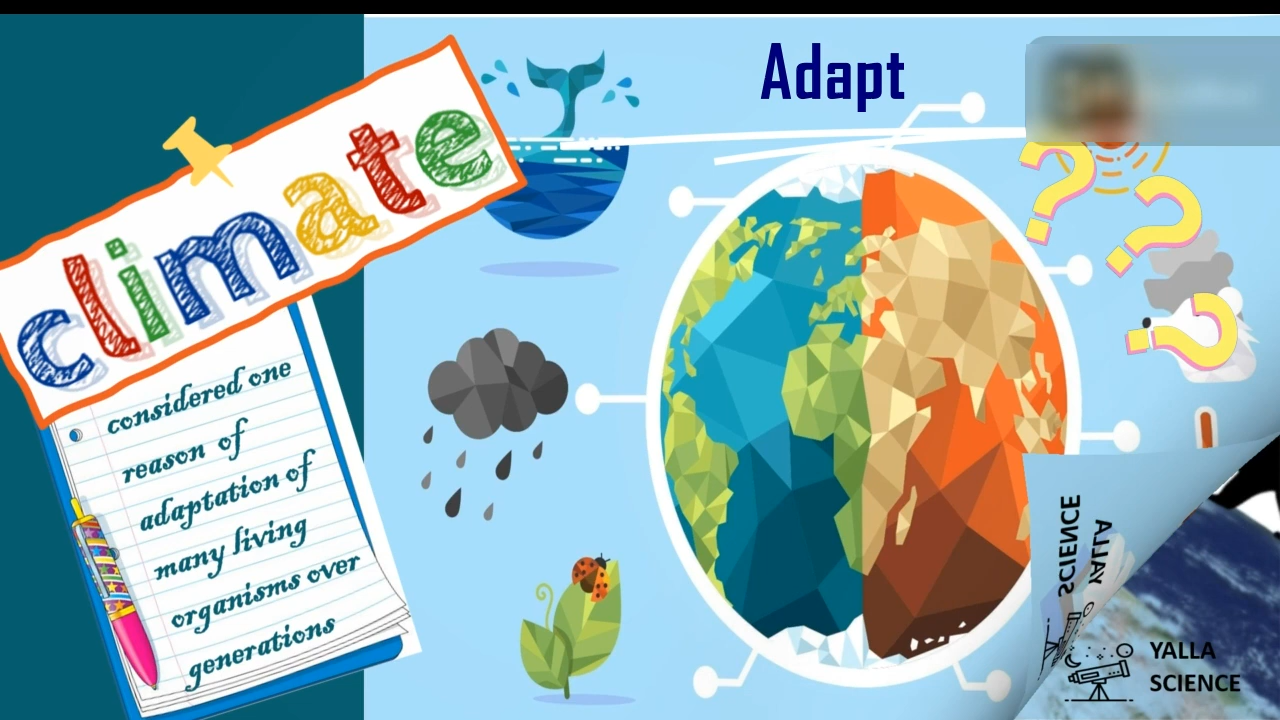 Adapt
climate
considered one
reason of
adaptation of
many living
organisms over
generations
???
SCIENCE
YALLA
YALLA
SCIENCE